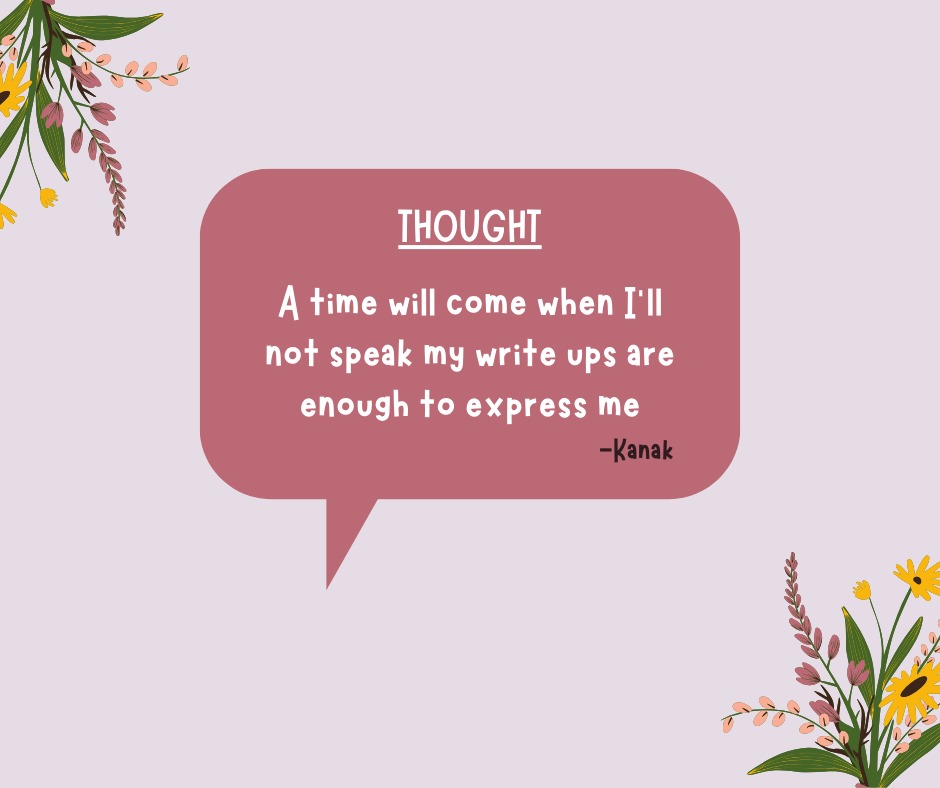 THOUGHT
A time will come when I'll
not speak my write ups are
enough to express me
-Kanak